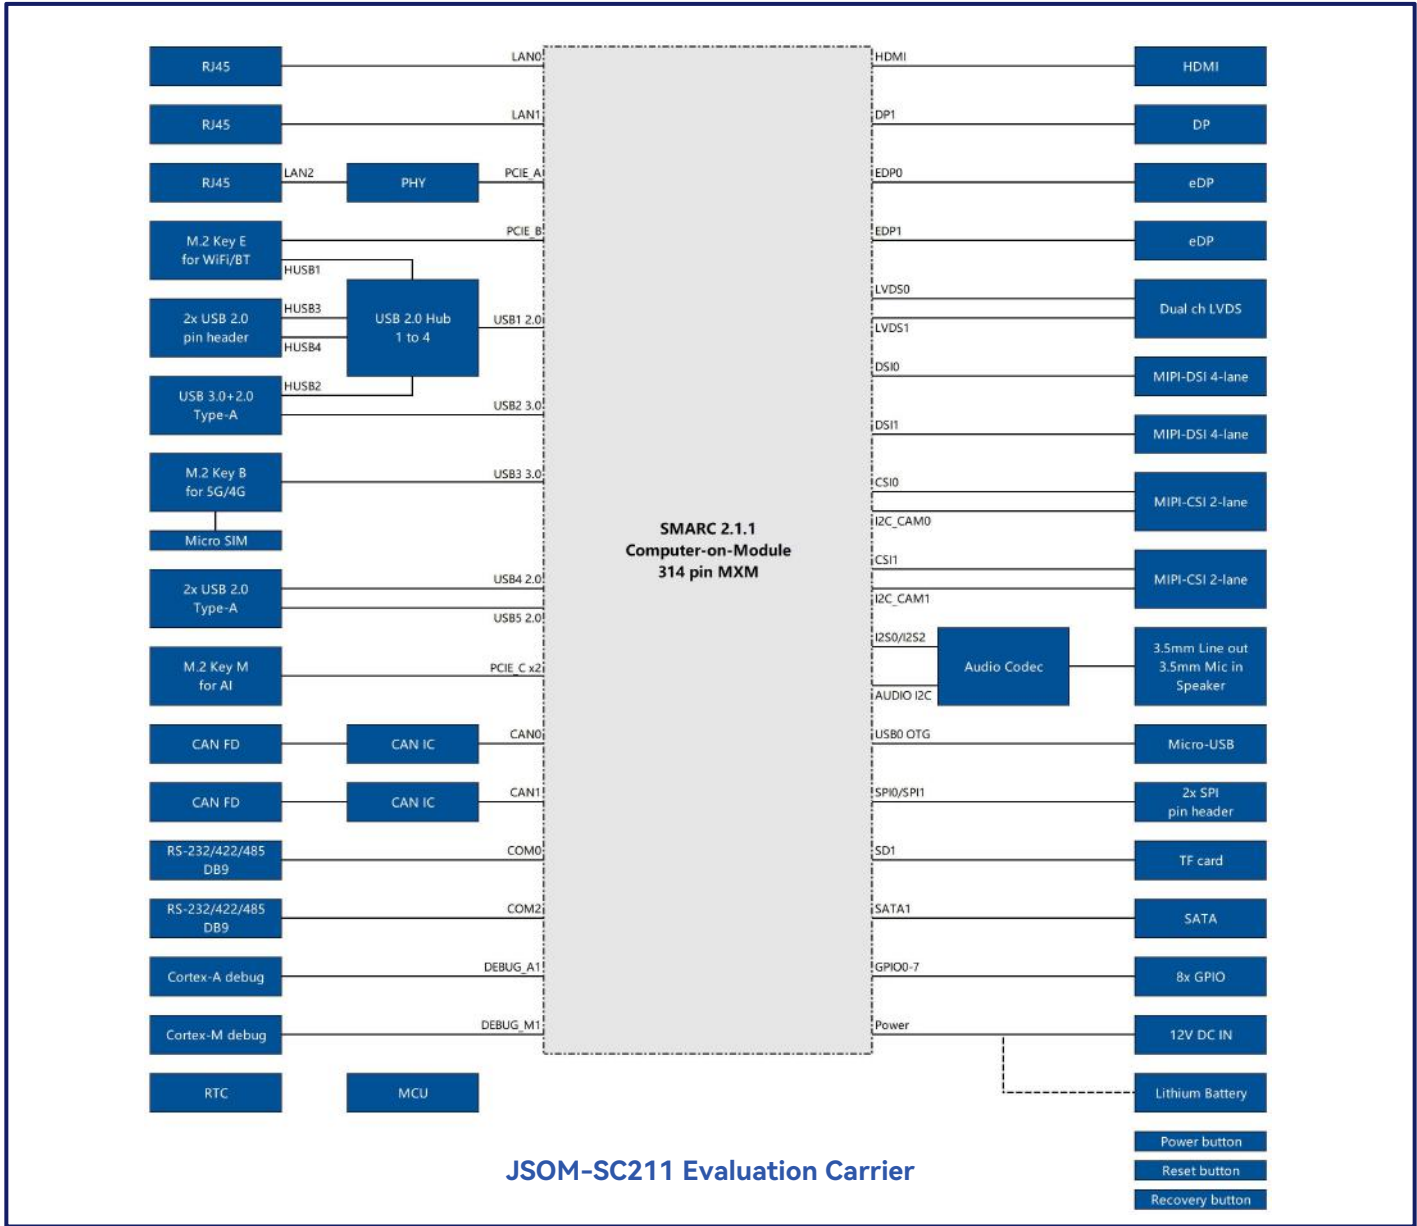 RJ45
LAN0
RJ45
LAN1
RJ45
LAN2
PHY
PCIE_A
M.2 Key E
for WiFi/BT
PCIE_B
HUSB1
2x USB 2.0
pin header
HUSB3
HUSB4
USB 2.0 Hub
1 to 4
USB1 2.0
USB 3.0+2.0
Type-A
HUSB2
USB2 3.0
M.2 Key B
for 5G/4G
USB3 3.0
Micro SIM
2x USB 2.0
Type-A
USB4 2.0
USB5 2.0
M.2 Key M
for AI
PCIE_C x2
CAN FD
CAN IC
CAN0
CAN FD
CAN IC
CAN1
RS-232/422/485
DB9
COM0
RS-232/422/485
DB9
COM2
Cortex-A debug
DEBUG_A1
Cortex-M debug
DEBUG_M1
RTC
MCU
SMARC 2.1.1
Computer-on-Module
314 pin MXM
HDMI
HDMI
DP1
DP
EDP0
eDP
EDP1
eDP
LVDS0
LVDS1
Dual ch LVDS
DSI0
MIPI-DSI 4-lane
DSI1
MIPI-DSI 4-lane
CSI0
I2C_CAM0
MIPI-CSI 2-lane
CSI1
I2C_CAM1
MIPI-CSI 2-lane
I2S0/I2S2
AUDIO I2C
Audio Codec
3.5mm Line out
3.5mm Mic in
Speaker
USB0 OTG
Micro-USB
SPI0/SPI1
2x SPI
pin header
SD1
TF card
SATA1
SATA
GPIO0-7
8x GPIO
Power
12V DC IN
Lithium Battery
Power button
Reset button
Recovery button
JSOM-SC211 Evaluation Carrier